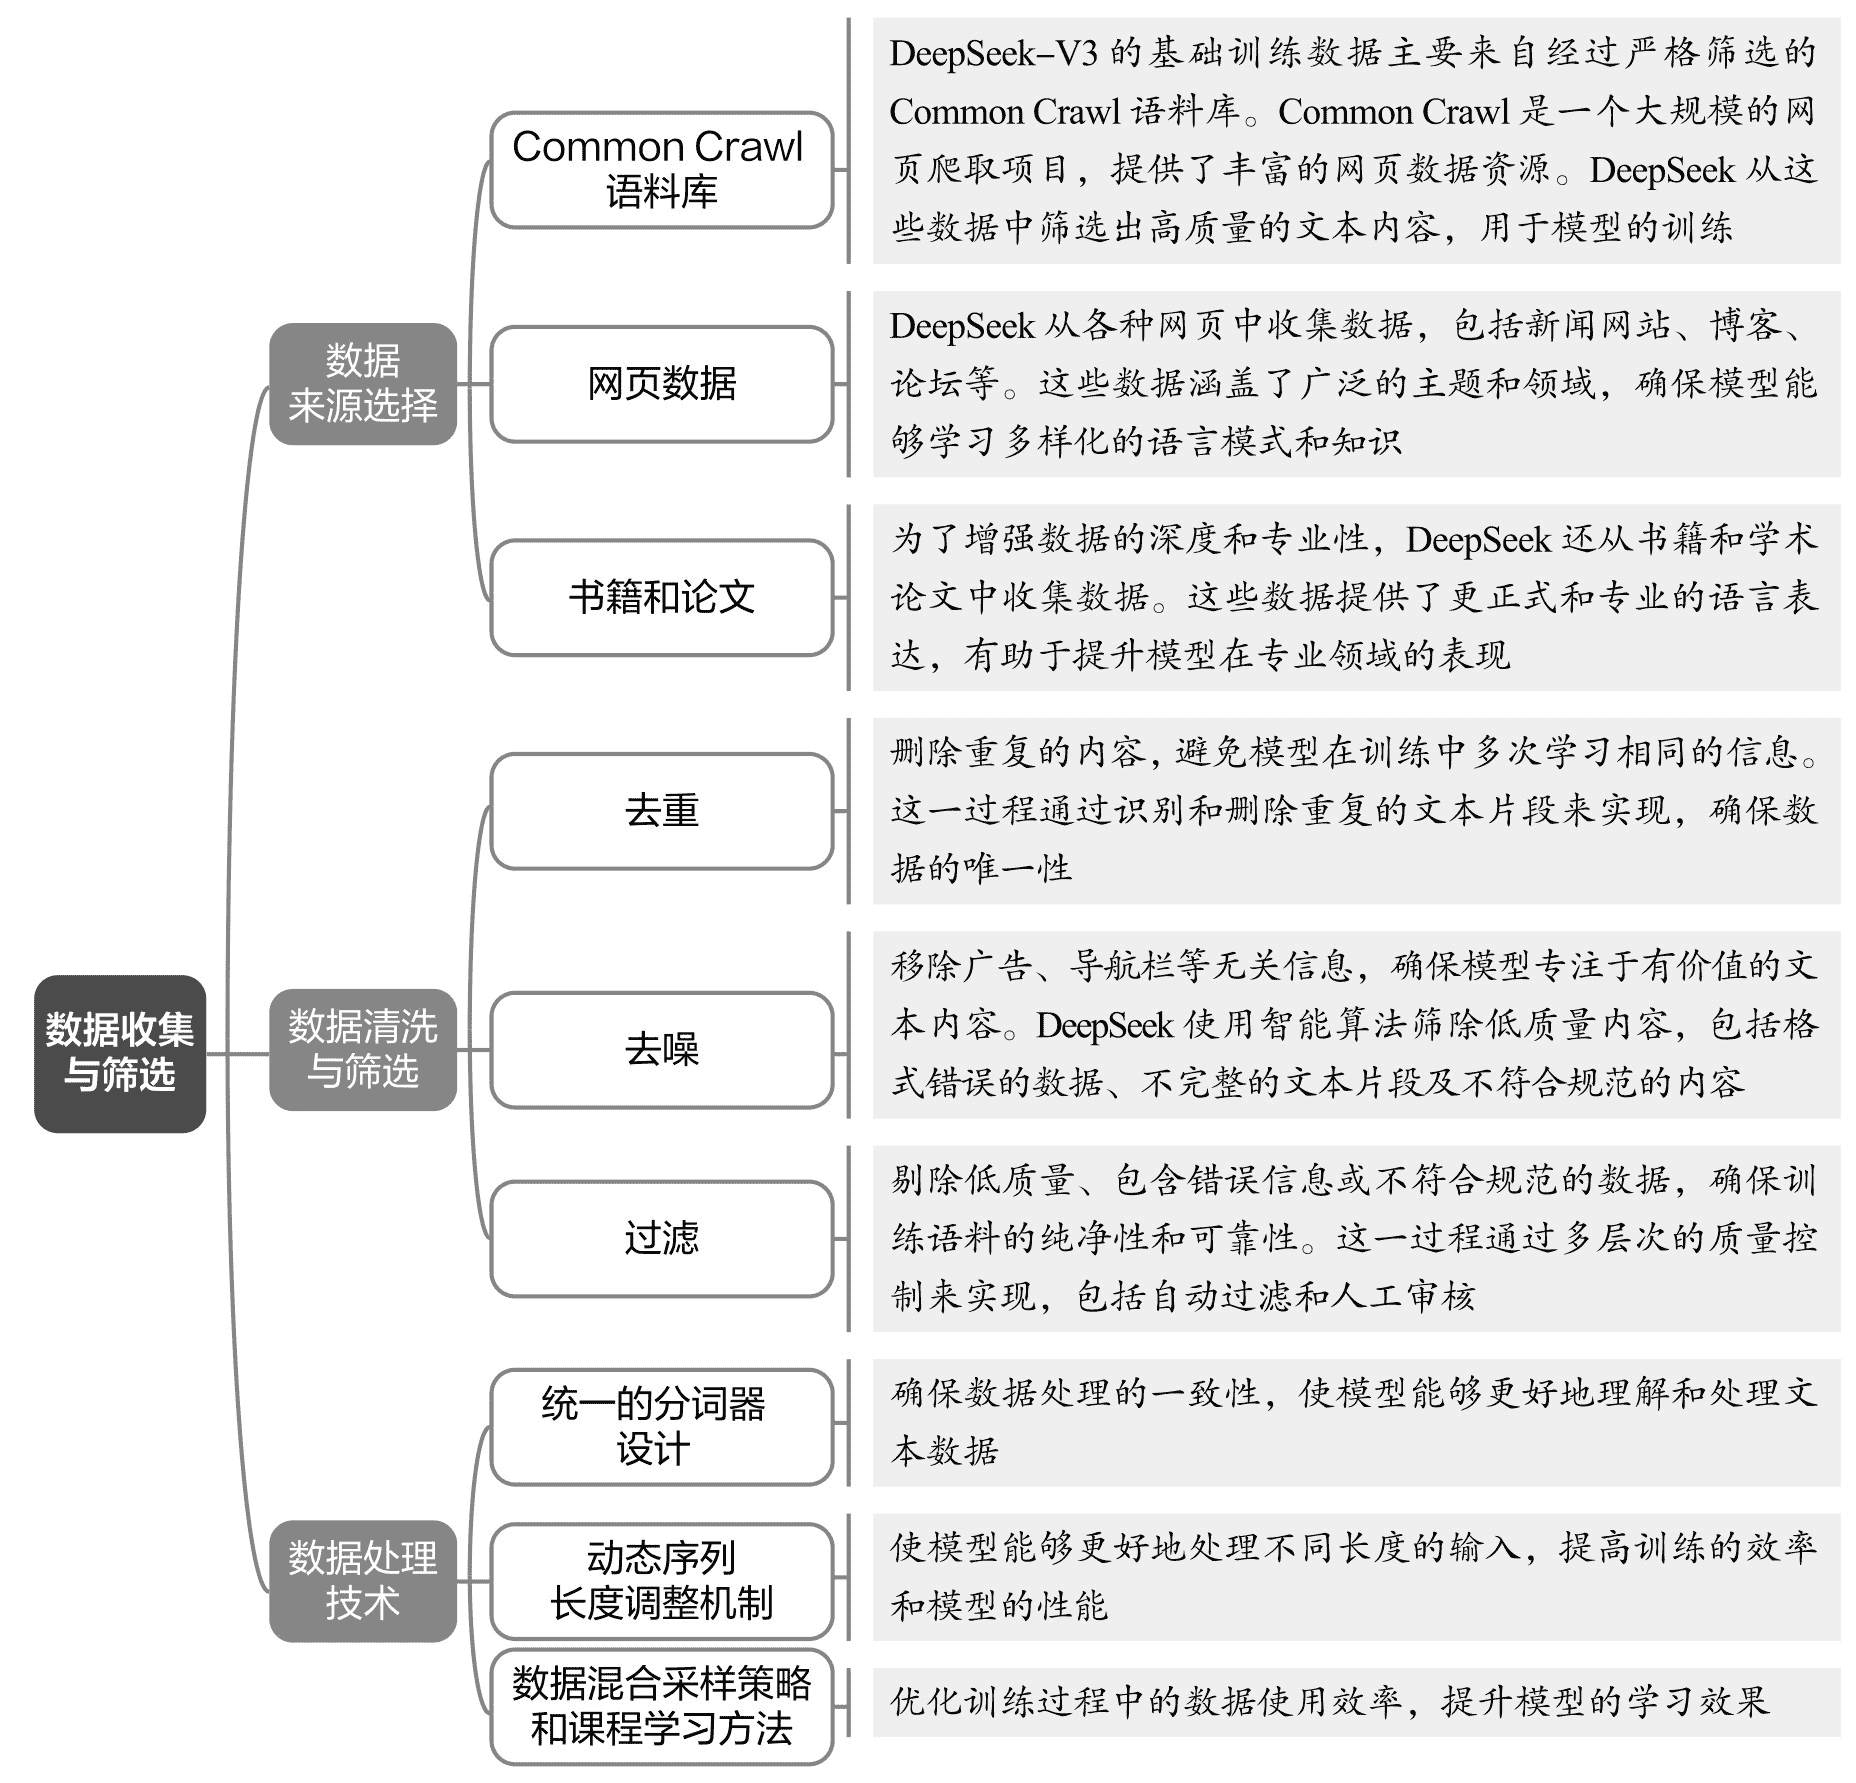 数据收集
与筛选
数据
来源选择
Common Crawl
语料库
DeepSeek-V3 的基础训练数据主要来自经过严格筛选的
Common Crawl 语料库。Common Crawl 是一个大规模的网
页爬取项目，提供了丰富的网页数据资源。DeepSeek 从这
些数据中筛选出高质量的文本内容，用于模型的训练
网页数据
DeepSeek 从各种网页中收集数据，包括新闻网站、博客、
论坛等。这些数据涵盖了广泛的主题和领域，确保模型能
够学习多样化的语言模式和知识
书籍和论文
为了增强数据的深度和专业性，DeepSeek 还从书籍和学术
论文中收集数据。这些数据提供了更正式和专业的语言表
达，有助于提升模型在专业领域的表现
数据清洗
与筛选
去重
删除重复的内容，避免模型在训练中多次学习相同的信息。
这一过程通过识别和删除重复的文本片段来实现，确保数
据的唯一性
去噪
移除广告、导航栏等无关信息，确保模型专注于有价值的文
本内容。DeepSeek 使用智能算法筛除低质量内容，包括格
式错误的数据、不完整的文本片段及不符合规范的内容
过滤
剔除低质量、包含错误信息或不符合规范的数据，确保训
练语料的纯净性和可靠性。这一过程通过多层次的质量控
制来实现，包括自动过滤和人工审核
数据处理
技术
统一的分词器
设计
确保数据处理的一致性，使模型能够更好地理解和处理文
本数据
动态序列
长度调整机制
使模型能够更好地处理不同长度的输入，提高训练的效率
和模型的性能
数据混合采样策略
和课程学习方法
优化训练过程中的数据使用效率，提升模型的学习效果